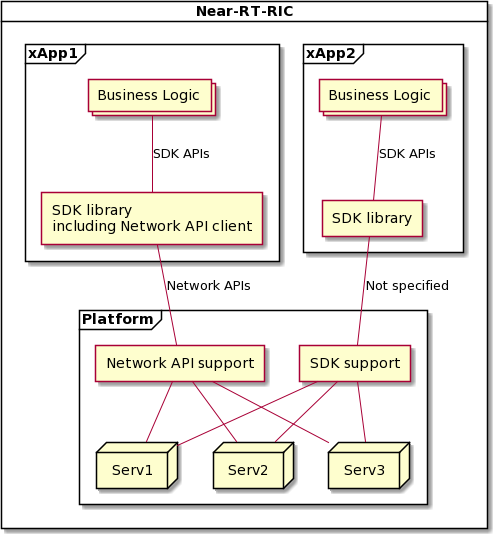 Near-RT-RIC
xApp1
xApp2
Business Logic
Business Logic
SDK APIs
SDK APIs
SDK library
including Network API client
SDK library
Network APIs
Not specified
Platform
Network API support
SDK support
Serv1
Serv2
Serv3